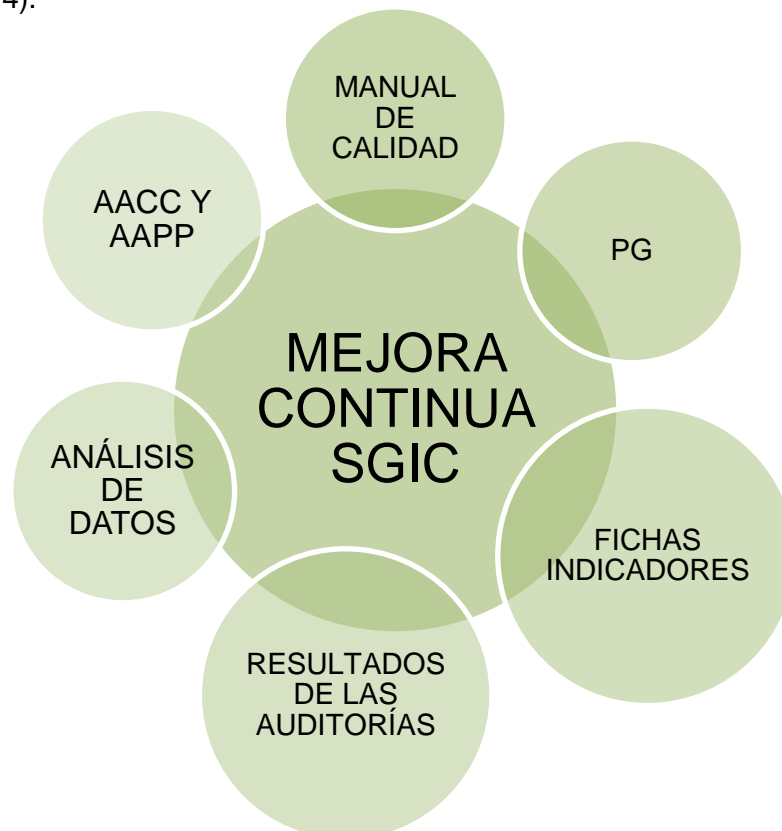 4).
MANUAL
DE
CALIDAD
AACC Y
AAPP
PG
MEJORA
CONTINUA
SGIC
ANÁLISIS
DE
DATOS
FICHAS
INDICADORES
RESULTADOS
DE LAS
AUDITORÍAS